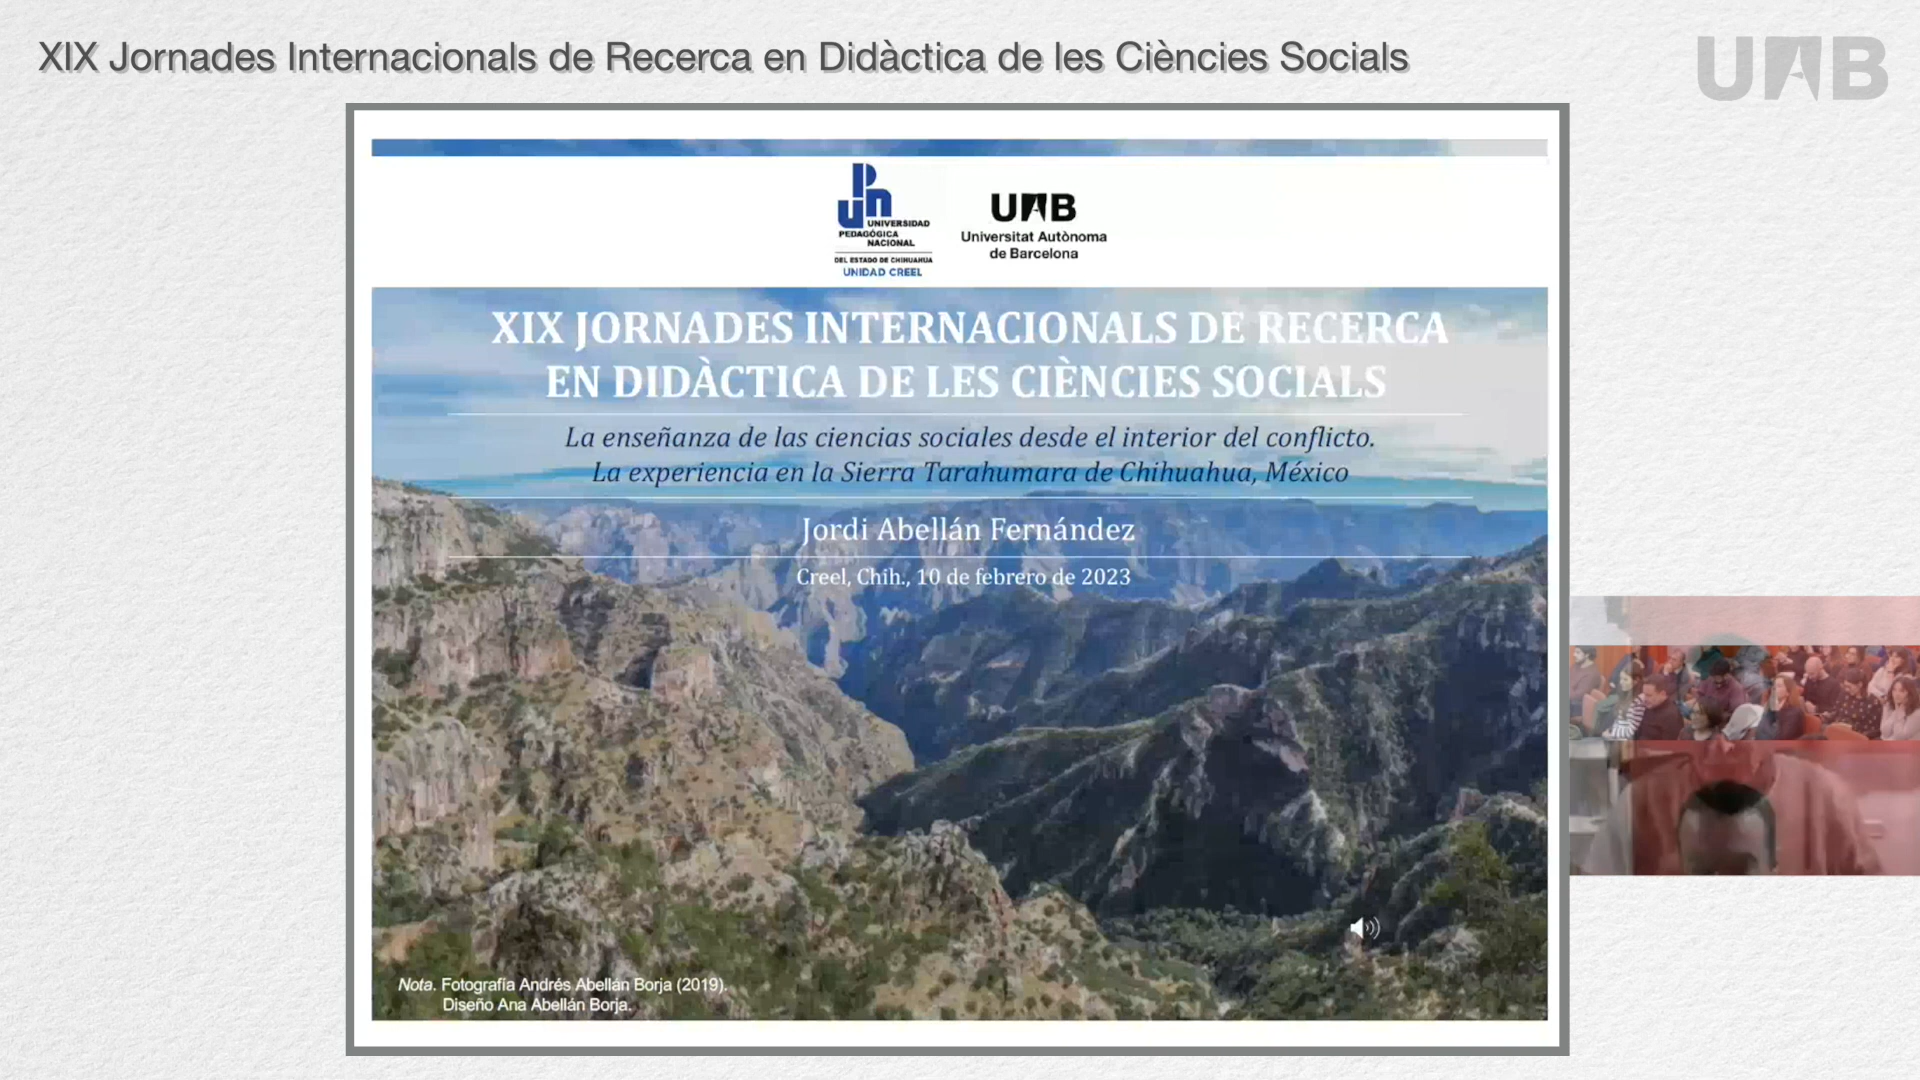 XIX Jornades Internacionals de Recerca en Didàctica de les Ciències Socials
UAB
UNIVERSIDAD
PEDAGÓGICA
NACIONAL
DEL ESTADO DE CHIHUAHUA
UNIDAD CREEL
UAB
Universitat Autònoma
de Barcelona
XIX JORNADES INTERNACIONALS DE RECERCA
EN DIDÀCTICA DE LES CIÈNCIES SOCIALS
La enseñanza de las ciencias sociales desde el interior del conflicto.
La experiencia en la Sierra Tarahumara de Chihuahua, México
Jordi Abellán Fernández
Creel, Chih., 10 de febrero de 2023
Nota. Fotografía Andrés Abellán Borja (2019).
Diseño Ana Abellán Borja.